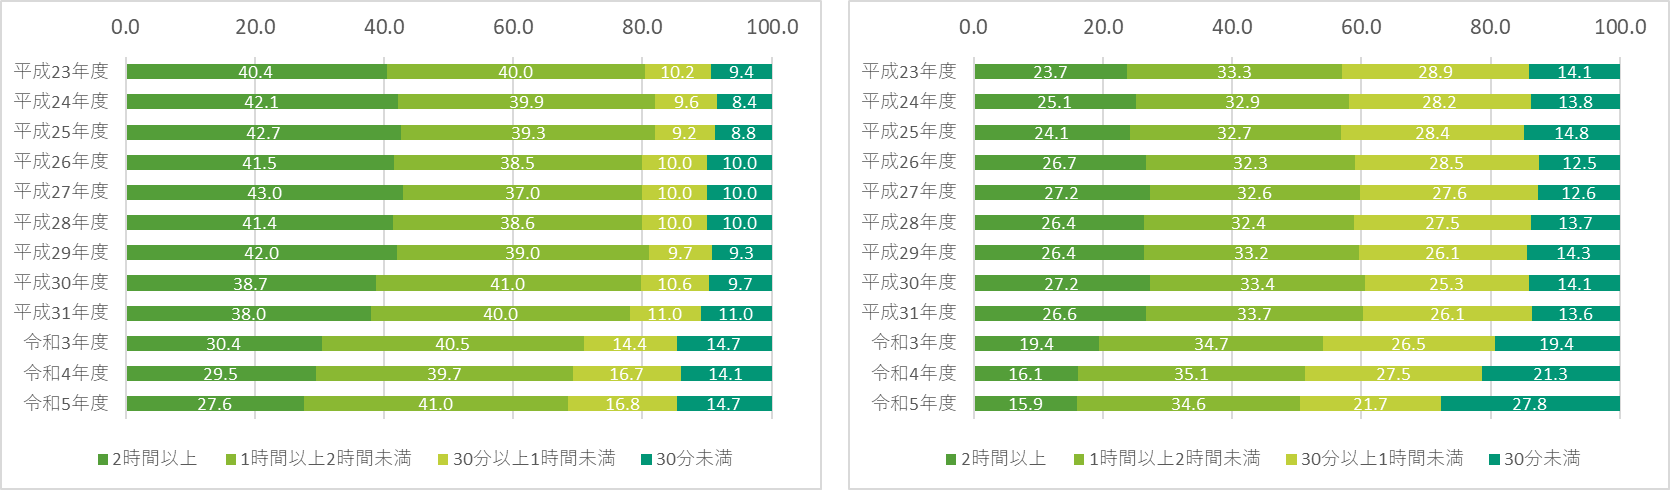 0.0 20.0 40.0 60.0 80.0 100.0
平成23年度 40.4 40.0 10.2 9.4
平成24年度 42.1 39.9 9.6 8.4
平成25年度 42.7 39.3 9.2 8.8
平成26年度 41.5 38.5 10.0 10.0
平成27年度 43.0 37.0 10.0 10.0
平成28年度 41.4 38.6 10.0 10.0
平成29年度 42.0 39.0 9.7 9.3
平成30年度 38.7 41.0 10.6 9.7
平成31年度 38.0 40.0 11.0 11.0
令和3年度 30.4 40.5 14.4 14.7
令和4年度 29.5 39.7 16.7 14.1
令和5年度 27.6 41.0 16.8 14.7
2時間以上 1時間以上2時間未満 30分以上1時間未満 30分未満
0.0 20.0 40.0 60.0 80.0 100.0
平成23年度 23.7 33.3 28.9 14.1
平成24年度 25.1 32.9 28.2 13.8
平成25年度 24.1 32.7 28.4 14.8
平成26年度 26.7 32.3 28.5 12.5
平成27年度 27.2 32.6 27.6 12.6
平成28年度 26.4 32.4 27.5 13.7
平成29年度 26.4 33.2 26.1 14.3
平成30年度 27.2 33.4 25.3 14.1
平成31年度 26.6 33.7 26.1 13.6
令和3年度 19.4 34.7 26.5 19.4
令和4年度 16.1 35.1 27.5 21.3
令和5年度 15.9 34.6 21.7 27.8
2時間以上 1時間以上2時間未満 30分以上1時間未満 30分未満